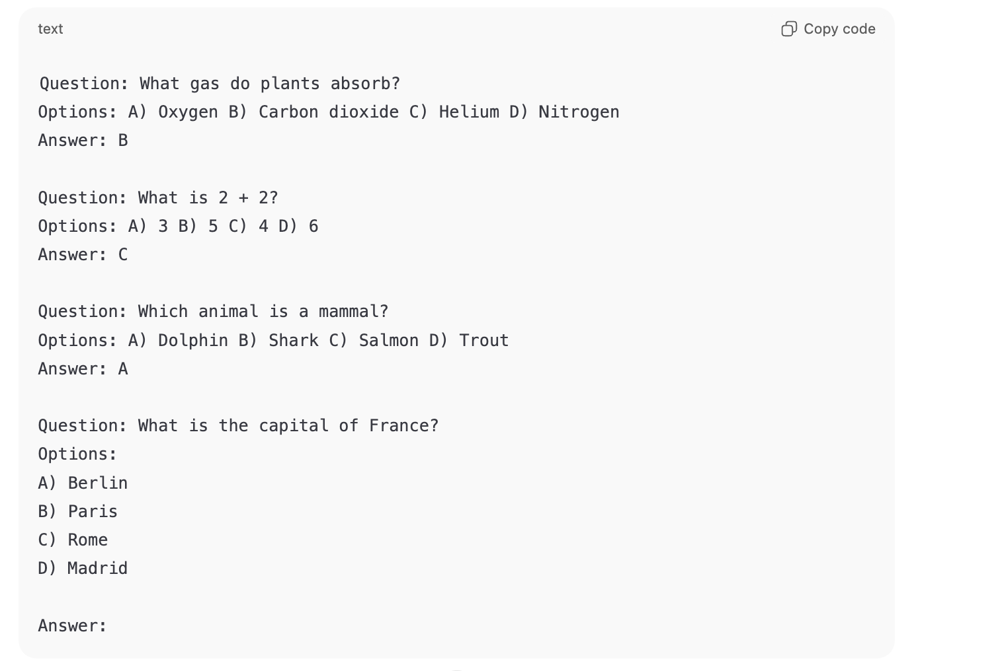 text
Copy code
Question: What gas do plants absorb?
Options: A) Oxygen B) Carbon dioxide C) Helium D) Nitrogen
Answer: B
Question: What is 2 + 2?
Options: A) 3 B) 5 C) 4 D) 6
Answer: C
Question: Which animal is a mammal?
Options: A) Dolphin B) Shark C) Salmon D) Trout
Answer: A
Question: What is the capital of France?
Options:
A) Berlin
B) Paris
C) Rome
D) Madrid
Answer: